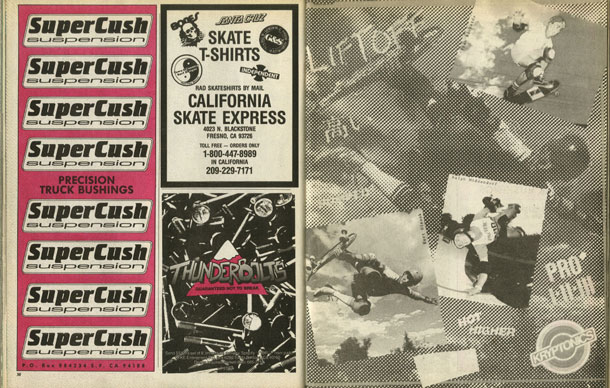 SuperCush
suspension
SuperCush
suspension
SuperCush
suspension
SuperCush
suspension
PRECISION
TRUCK BUSHINGS
SuperCush
suspension
SuperCush
suspension
SuperCush
suspension
SuperCush
suspension
BONES
SANTA CRUZ
SKATE
T-SHIRTS
INDEPENDENT
RAD SKATESHIRTS BY MAIL
CALIFORNIA
SKATE EXPRESS
4023 N. BLACKSTONE
FRESNO, CA 93726
TOLL FREE — ORDERS ONLY
1-800-447-8989
IN CALIFORNIA
209-229-7171
THUNDERBOLTS
GUARANTEED NOT TO BREAK
LIFTOFF
PRO
HOT
HIGHER
KRYPTONICS